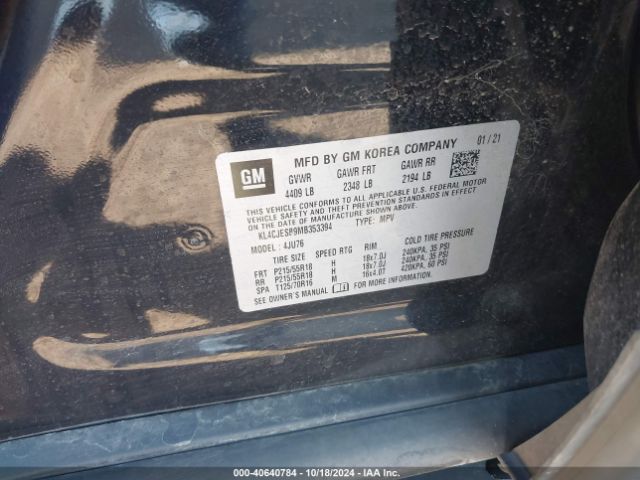 GM
MFD BY GM KOREA COMPANY 01/21
GVWR GAWR FRT GAWR RR
4409 LB 2348 LB 2194 LB
THIS VEHICLE CONFORMS TO ALL APPLICABLE U.S. FEDERAL MOTOR
VEHICLE SAFETY AND THEFT PREVENTION STANDARDS IN EFFECT
ON THE DATE OF MANUFACTURE SHOWN ABOVE.
KL4CJESB9MB353394 TYPE: MPV
MODEL: 4JU76
TIRE SIZE SPEED RTG RIM COLD TIRE PRESSURE
FRT P215/55R18 H 18x7.0J 240KPA, 35 PSI
RR P215/55R18 H 18x7.0J 240KPA, 35 PSI
SPA T125/70R16 M 16x4.0T 420KPA, 60 PSI
SEE OWNER'S MANUAL FOR MORE INFORMATION
000-40640784 - 10/18/2024 - IAA Inc.